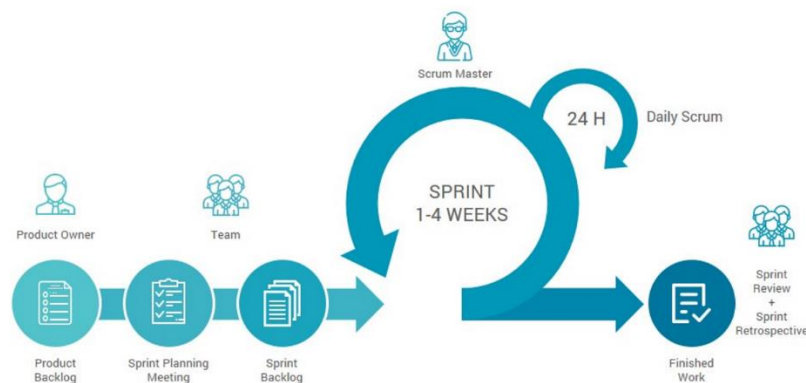 Scrum Master
24 H
Daily Scrum
SPRINT
1-4 WEEKS
Product Owner
Team
Sprint
Review
+
Sprint
Retrospective
Product
Backlog
Sprint Planning
Meeting
Sprint
Backlog
Finished
Work